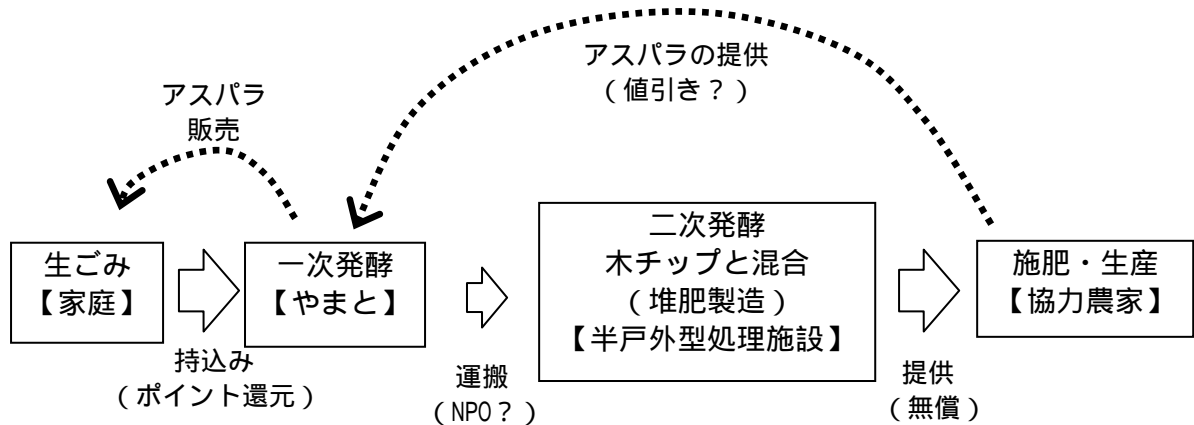 アスパラの提供
（値引き？）
アスパラ
販売
生ごみ
【家庭】
持込み
（ポイント還元）
一次発酵
【やまと】
運搬
（NPO？）
二次発酵
木チップと混合
（堆肥製造）
【半戸外型処理施設】
提供
（無償）
施肥・生産
【協力農家】